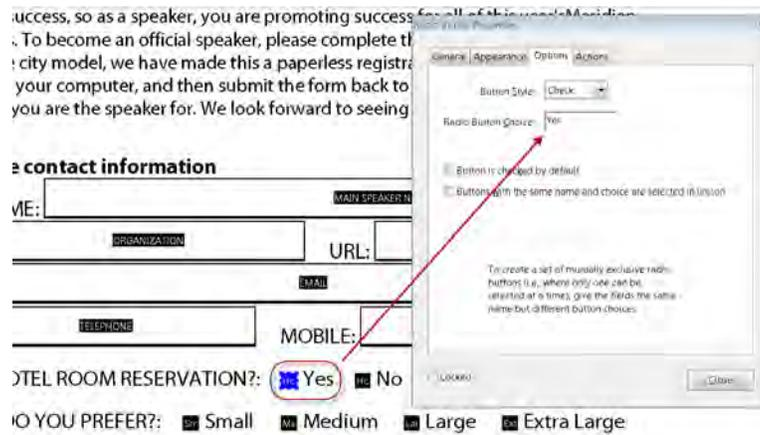 success, so as a speaker, you are promoting success for all of this year's Meridian
. To become an official speaker, please complete th
city model, we have made this a paperless registra
your computer, and then submit the form back to
you are the speaker for. We look forward to seeing
e contact information
ME:
MAIN SPEAKER N
ORGANIZATION
URL:
EMAIL
TELEPHONE
MOBILE:
OTEL ROOM RESERVATION?: Yes No
O YOU PREFER?: Small Medium Large Extra Large
General Appearance Options Actions
Button Style: Check
Radio Button Choice: Yes
Button is checked by default
Buttons with the same name and choice are selected in unison
To create a set of mutually exclusive radio
buttons (i.e. where only one can be
selected at a time), give the fields the same
name but different button choices.
Locked
Close